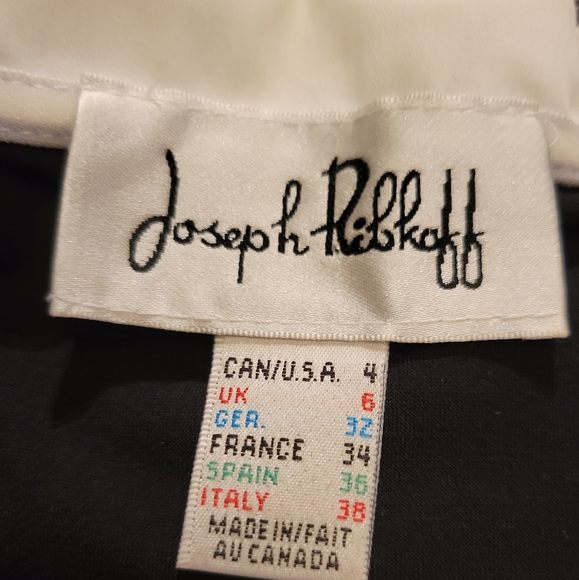 Joseph Ribkoff
CAN/U.S.A. 4
UK 6
GER. 32
FRANCE 34
SPAIN 36
ITALY 38
MADE IN/FAIT
AU CANADA